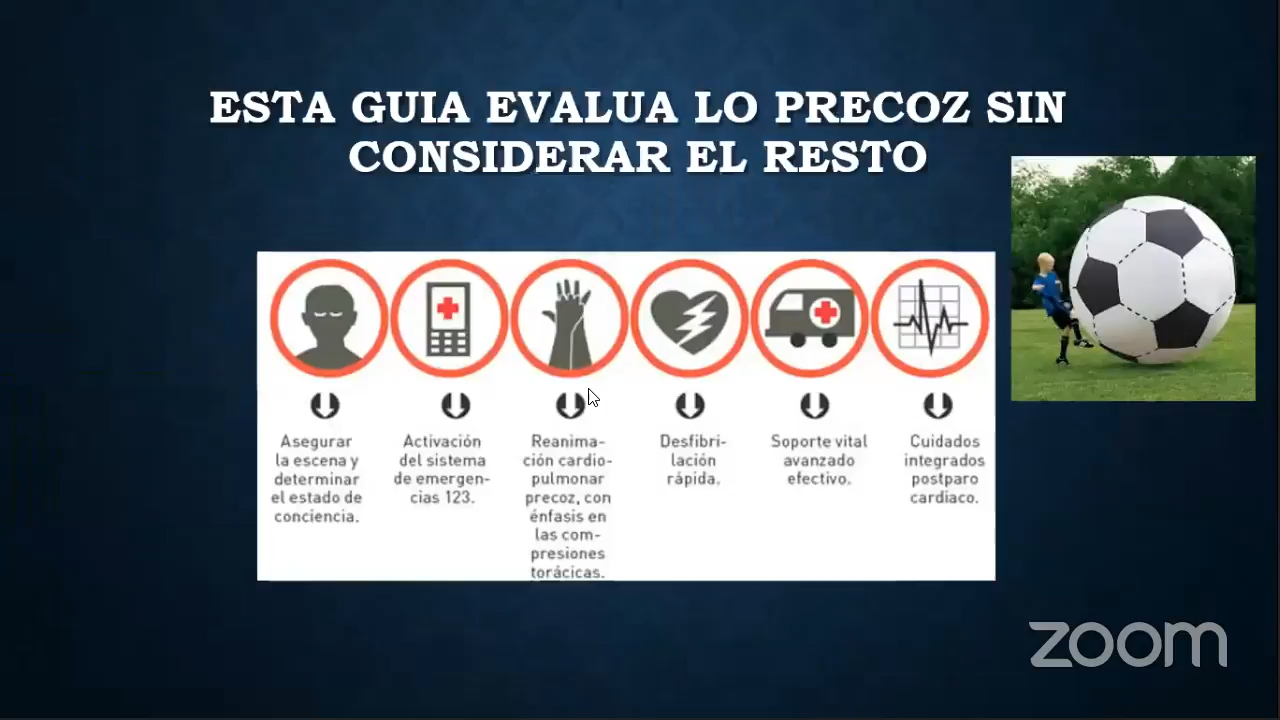 ESTA GUIA EVALUA LO PRECOZ SIN
CONSIDERAR EL RESTO
Asegurar
la escena y
determinar
el estado de
conciencia.
Activación
del sistema
de emergen-
cias 123.
Reanima-
ción cardio-
pulmonar
precoz, con
énfasis en
las com-
presiones
torácicas.
Desfibri-
lación
rápida.
Soporte vital
avanzado
efectivo.
Cuidados
integrados
postparo
cardiaco.
zoom